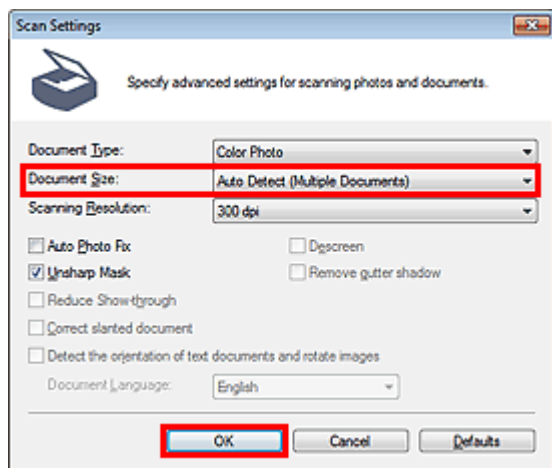 Scan Settings
Specify advanced settings for scanning photos and documents.
Document Type: Color Photo
Document Size: Auto Detect (Multiple Documents)
Scanning Resolution: 300 dpi
Auto Photo Fix Descreen
Unsharp Mask Remove gutter shadow
Reduce Show-through
Correct slanted document
Detect the orientation of text documents and rotate images
Document Language: English
OK Cancel Defaults